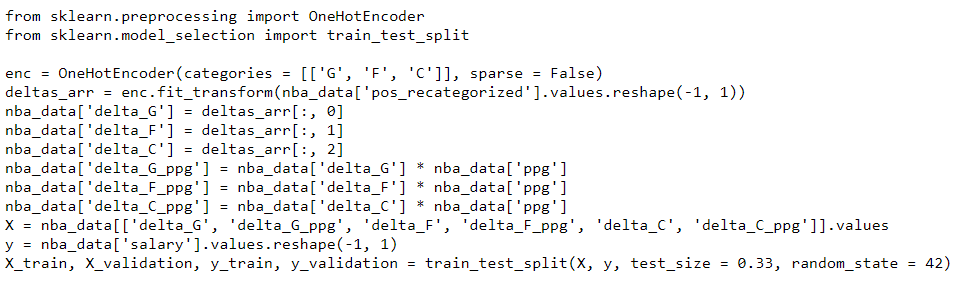 from sklearn.preprocessing import OneHotEncoder
from sklearn.model_selection import train_test_split

enc = OneHotEncoder(categories = [['G', 'F', 'C']], sparse = False)
deltas_arr = enc.fit_transform(nba_data['pos_recategorized'].values.reshape(-1, 1))
nba_data['delta_G'] = deltas_arr[:, 0]
nba_data['delta_F'] = deltas_arr[:, 1]
nba_data['delta_C'] = deltas_arr[:, 2]
nba_data['delta_G_ppg'] = nba_data['delta_G'] * nba_data['ppg']
nba_data['delta_F_ppg'] = nba_data['delta_F'] * nba_data['ppg']
nba_data['delta_C_ppg'] = nba_data['delta_C'] * nba_data['ppg']
X = nba_data[['delta_G', 'delta_G_ppg', 'delta_F', 'delta_F_ppg', 'delta_C', 'delta_C_ppg']].values
y = nba_data['salary'].values.reshape(-1, 1)
X_train, X_validation, y_train, y_validation = train_test_split(X, y, test_size = 0.33, random_state = 42)